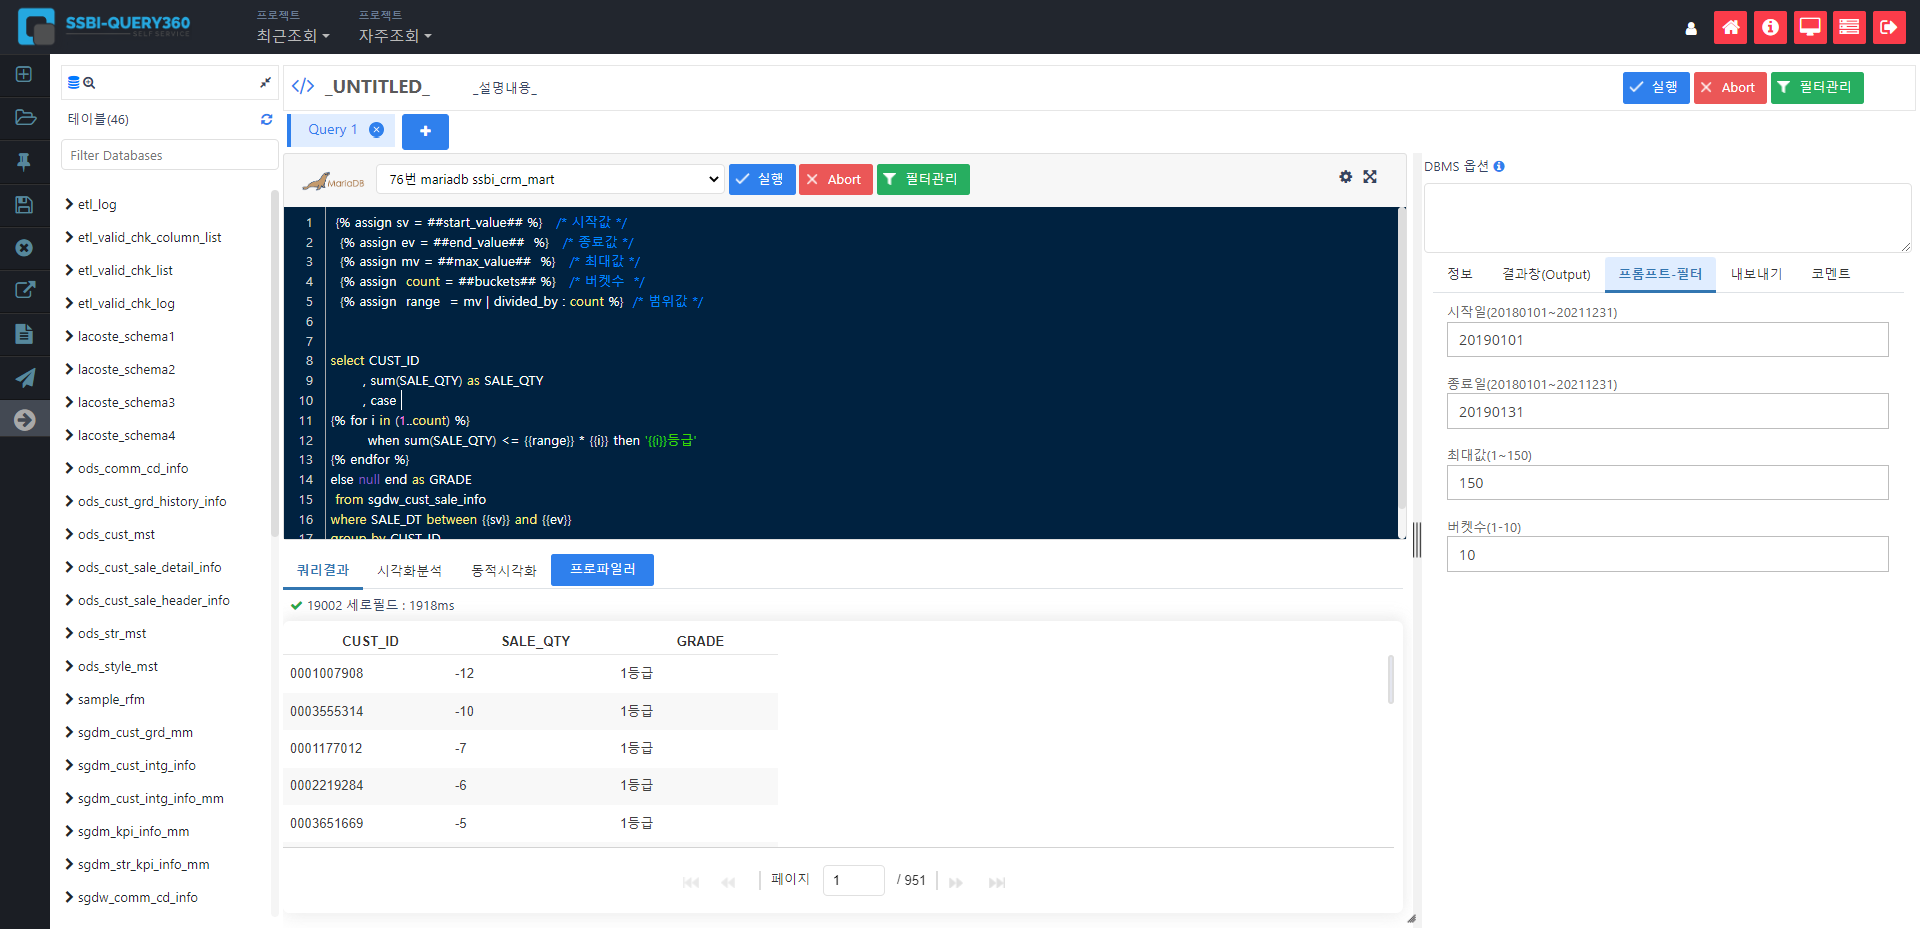 SSBI-QUERY360
SELF SERVICE
프로젝트
최근조회
프로젝트
자주조회
테이블(46)
Filter Databases
etl_log
etl_valid_chk_column_list
etl_valid_chk_list
etl_valid_chk_log
lacoste_schema1
lacoste_schema2
lacoste_schema3
lacoste_schema4
ods_comm_cd_info
ods_cust_grd_history_info
ods_cust_mst
ods_cust_sale_detail_info
ods_cust_sale_header_info
ods_str_mst
ods_style_mst
sample_rfm
sgdm_cust_grd_mm
sgdm_cust_intg_info
sgdm_cust_intg_info_mm
sgdm_kpi_info_mm
sgdm_str_kpi_info_mm
sgdw_comm_cd_info
</> _UNTITLED_ _설명내용_
실행 Abort 필터관리
Query 1
MariaDB 76번 mariadb ssbi_crm_mart 실행 Abort 필터관리
1 {% assign sv = ##start_value## %} /* 시작값 */
2 {% assign ev = ##end_value## %} /* 종료값 */
3 {% assign mv = ##max_value## %} /* 최대값 */
4 {% assign count = ##buckets## %} /* 버켓수 */
5 {% assign range = mv | divided_by : count %} /* 범위값 */
6
7
8 select CUST_ID
9 , sum(SALE_QTY) as SALE_QTY
10 , case
11 {% for i in (1..count) %}
12 when sum(SALE_QTY) <= {{range}} * {{i}} then '{{i}}등급'
13 {% endfor %}
14 else null end as GRADE
15 from sgdw_cust_sale_info
16 where SALE_DT between {{sv}} and {{ev}}
17 group by CUST_ID
쿼리결과 시각화분석 동적시각화 프로파일러
19002 세로필드 : 1918ms
CUST_ID SALE_QTY GRADE
0001007908 -12 1등급
0003555314 -10 1등급
0001177012 -7 1등급
0002219284 -6 1등급
0003651669 -5 1등급
페이지 1 / 951
DBMS 옵션
정보 결과창(Output) 프롬프트-필터 내보내기 코멘트
시작일(20180101~20211231)
20190101
종료일(20180101~20211231)
20190131
최대값(1~150)
150
버켓수(1-10)
10